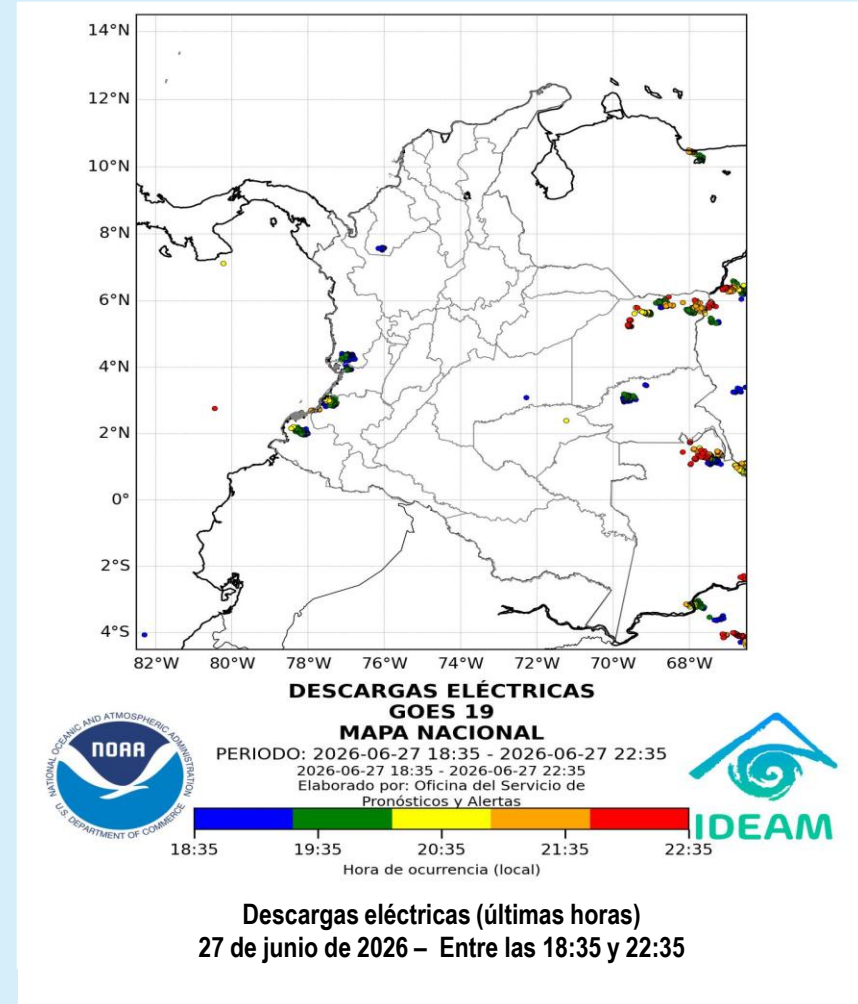 14°N
12°N
10°N
8°N
6°N
4°N
2°N
0°
2°S
4°S
82°W 80°W 78°W 76°W 74°W 72°W 70°W 68°W
DESCARGAS ELÉCTRICAS
GOES 19
MAPA NACIONAL
PERIODO: 2026-06-27 18:35 - 2026-06-27 22:35
2026-06-27 18:35 - 2026-06-27 22:35
Elaborado por: Oficina del Servicio de
Pronósticos y Alertas
NATIONAL OCEANIC AND ATMOSPHERIC ADMINISTRATION
NOAA
U.S. DEPARTMENT OF COMMERCE
IDEAM
18:35 19:35 20:35 21:35 22:35
Hora de ocurrencia (local)
Descargas eléctricas (últimas horas)
27 de junio de 2026 – Entre las 18:35 y 22:35